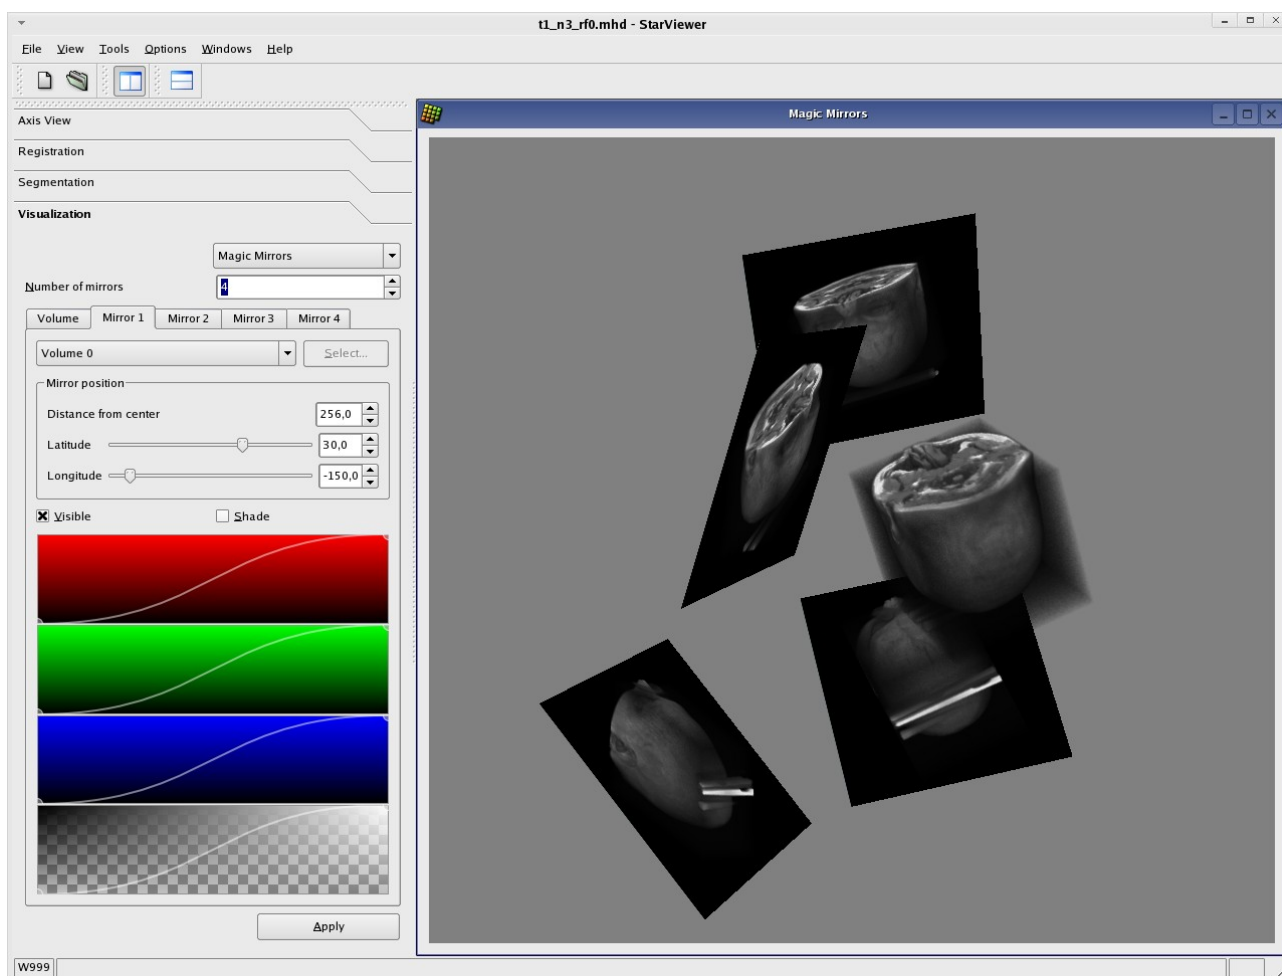 t1_n3_rf0.mhd - StarViewer
File View Tools Options Windows Help
Axis View
Registration
Segmentation
Visualization
Magic Mirrors
Number of mirrors 4
Volume Mirror 1 Mirror 2 Mirror 3 Mirror 4
Volume 0 Select...
Mirror position
Distance from center 256,0
Latitude 30,0
Longitude -150,0
Visible Shade
Apply
W999
Magic Mirrors